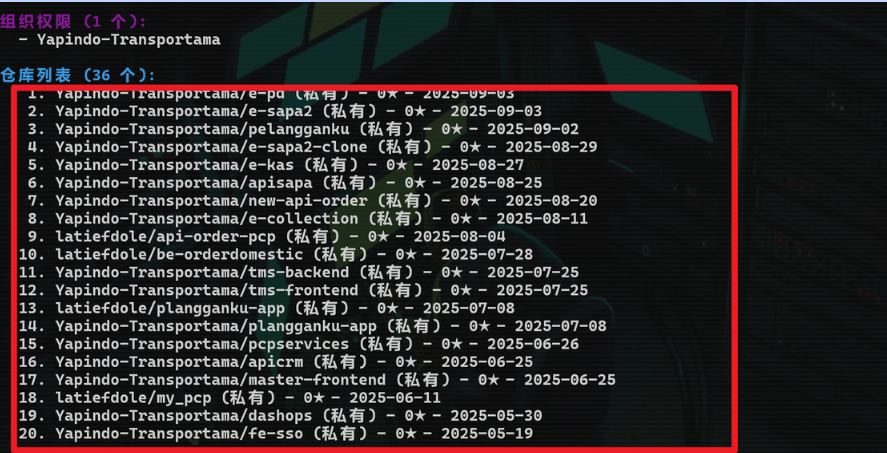 组织权限 (1 个):
- Yapindo-Transportama
仓库列表 (36 个):
1. Yapindo-Transportama/e-pd (私有) - 0★ - 2025-09-03
2. Yapindo-Transportama/e-sapa2 (私有) - 0★ - 2025-09-03
3. Yapindo-Transportama/pelangganku (私有) - 0★ - 2025-09-02
4. Yapindo-Transportama/e-sapa2-clone (私有) - 0★ - 2025-08-29
5. Yapindo-Transportama/e-kas (私有) - 0★ - 2025-08-27
6. Yapindo-Transportama/apisapa (私有) - 0★ - 2025-08-25
7. Yapindo-Transportama/new-api-order (私有) - 0★ - 2025-08-20
8. Yapindo-Transportama/e-collection (私有) - 0★ - 2025-08-11
9. latiefdole/api-order-pcp (私有) - 0★ - 2025-08-04
10. latiefdole/be-orderdomestic (私有) - 0★ - 2025-07-28
11. Yapindo-Transportama/tms-backend (私有) - 0★ - 2025-07-25
12. Yapindo-Transportama/tms-frontend (私有) - 0★ - 2025-07-25
13. latiefdole/plangganku-app (私有) - 0★ - 2025-07-08
14. Yapindo-Transportama/plangganku-app (私有) - 0★ - 2025-07-08
15. Yapindo-Transportama/pcpservices (私有) - 0★ - 2025-06-26
16. Yapindo-Transportama/apicrm (私有) - 0★ - 2025-06-25
17. Yapindo-Transportama/master-frontend (私有) - 0★ - 2025-06-25
18. latiefdole/my_pcp (私有) - 0★ - 2025-06-11
19. Yapindo-Transportama/dashops (私有) - 0★ - 2025-05-30
20. Yapindo-Transportama/fe-sso (私有) - 0★ - 2025-05-19